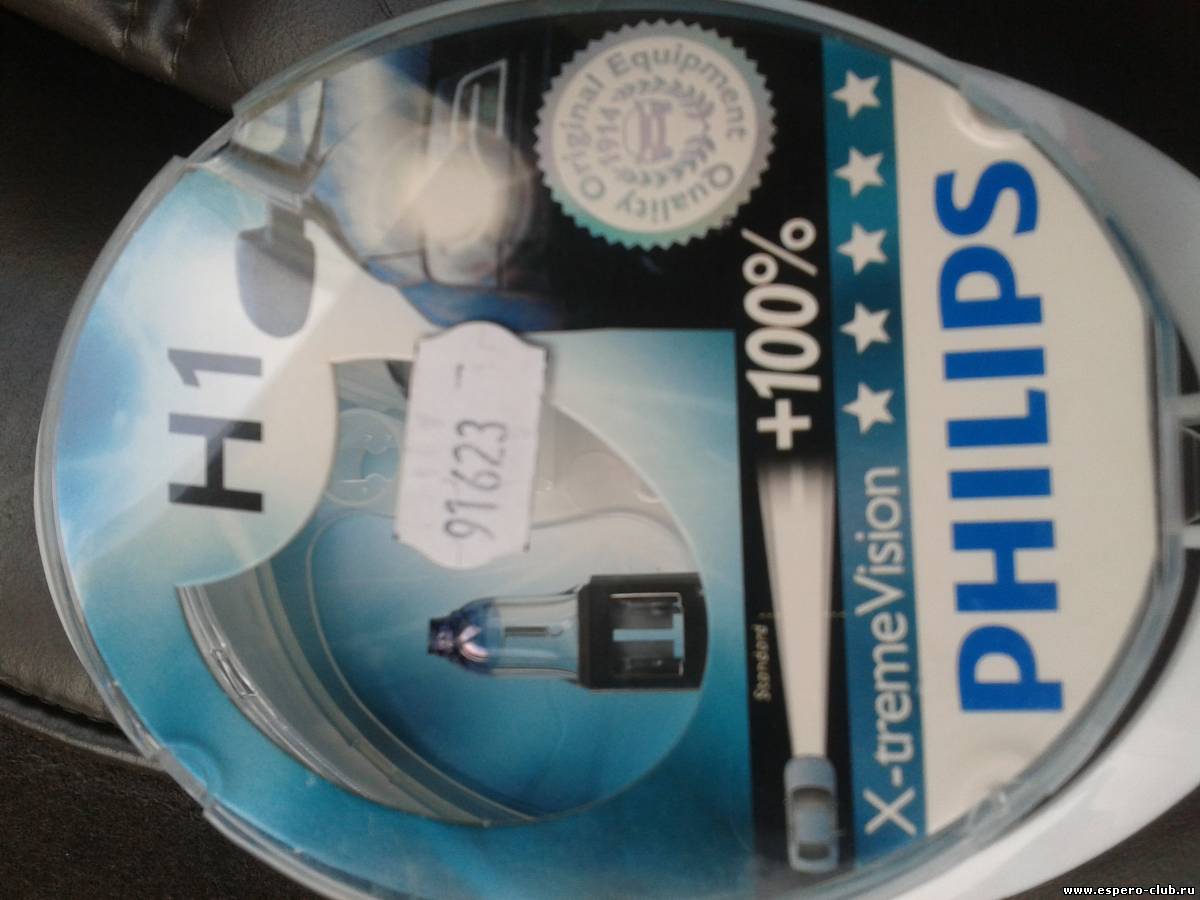 PHILIPS
X-tremeVision
+100%
Standard
Original Equipment
Quality
1914
H1
91623
www.espero-club.ru